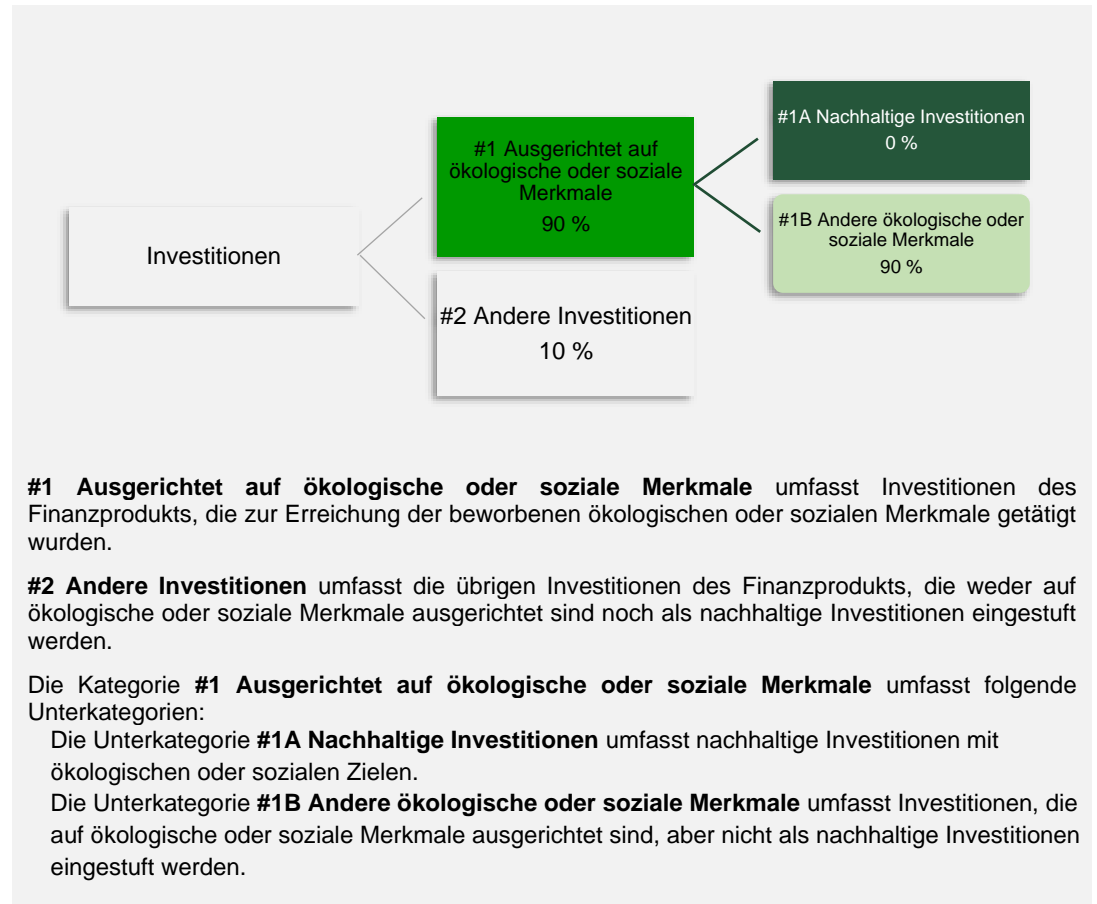 #1A Nachhaltige Investitionen
0 %
#1 Ausgerichtet auf
ökologische oder soziale
Merkmale
90 %
#1B Andere ökologische oder
soziale Merkmale
90 %
Investitionen
#2 Andere Investitionen
10 %
#1 Ausgerichtet auf ökologische oder soziale Merkmale umfasst Investitionen des
Finanzprodukts, die zur Erreichung der beworbenen ökologischen oder sozialen Merkmale getätigt
wurden.
#2 Andere Investitionen umfasst die übrigen Investitionen des Finanzprodukts, die weder auf
ökologische oder soziale Merkmale ausgerichtet sind noch als nachhaltige Investitionen eingestuft
werden.
Die Kategorie #1 Ausgerichtet auf ökologische oder soziale Merkmale umfasst folgende
Unterkategorien:
Die Unterkategorie #1A Nachhaltige Investitionen umfasst nachhaltige Investitionen mit
ökologischen oder sozialen Zielen.
Die Unterkategorie #1B Andere ökologische oder soziale Merkmale umfasst Investitionen, die
auf ökologische oder soziale Merkmale ausgerichtet sind, aber nicht als nachhaltige Investitionen
eingestuft werden.